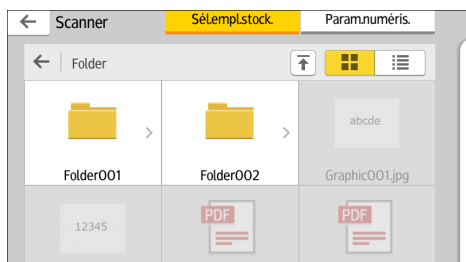 Scanner
Sél.empl.stock.
Param.numéris.
Folder
abcde
Folder001
Folder002
Graphic001.jpg
12345
PDF
PDF